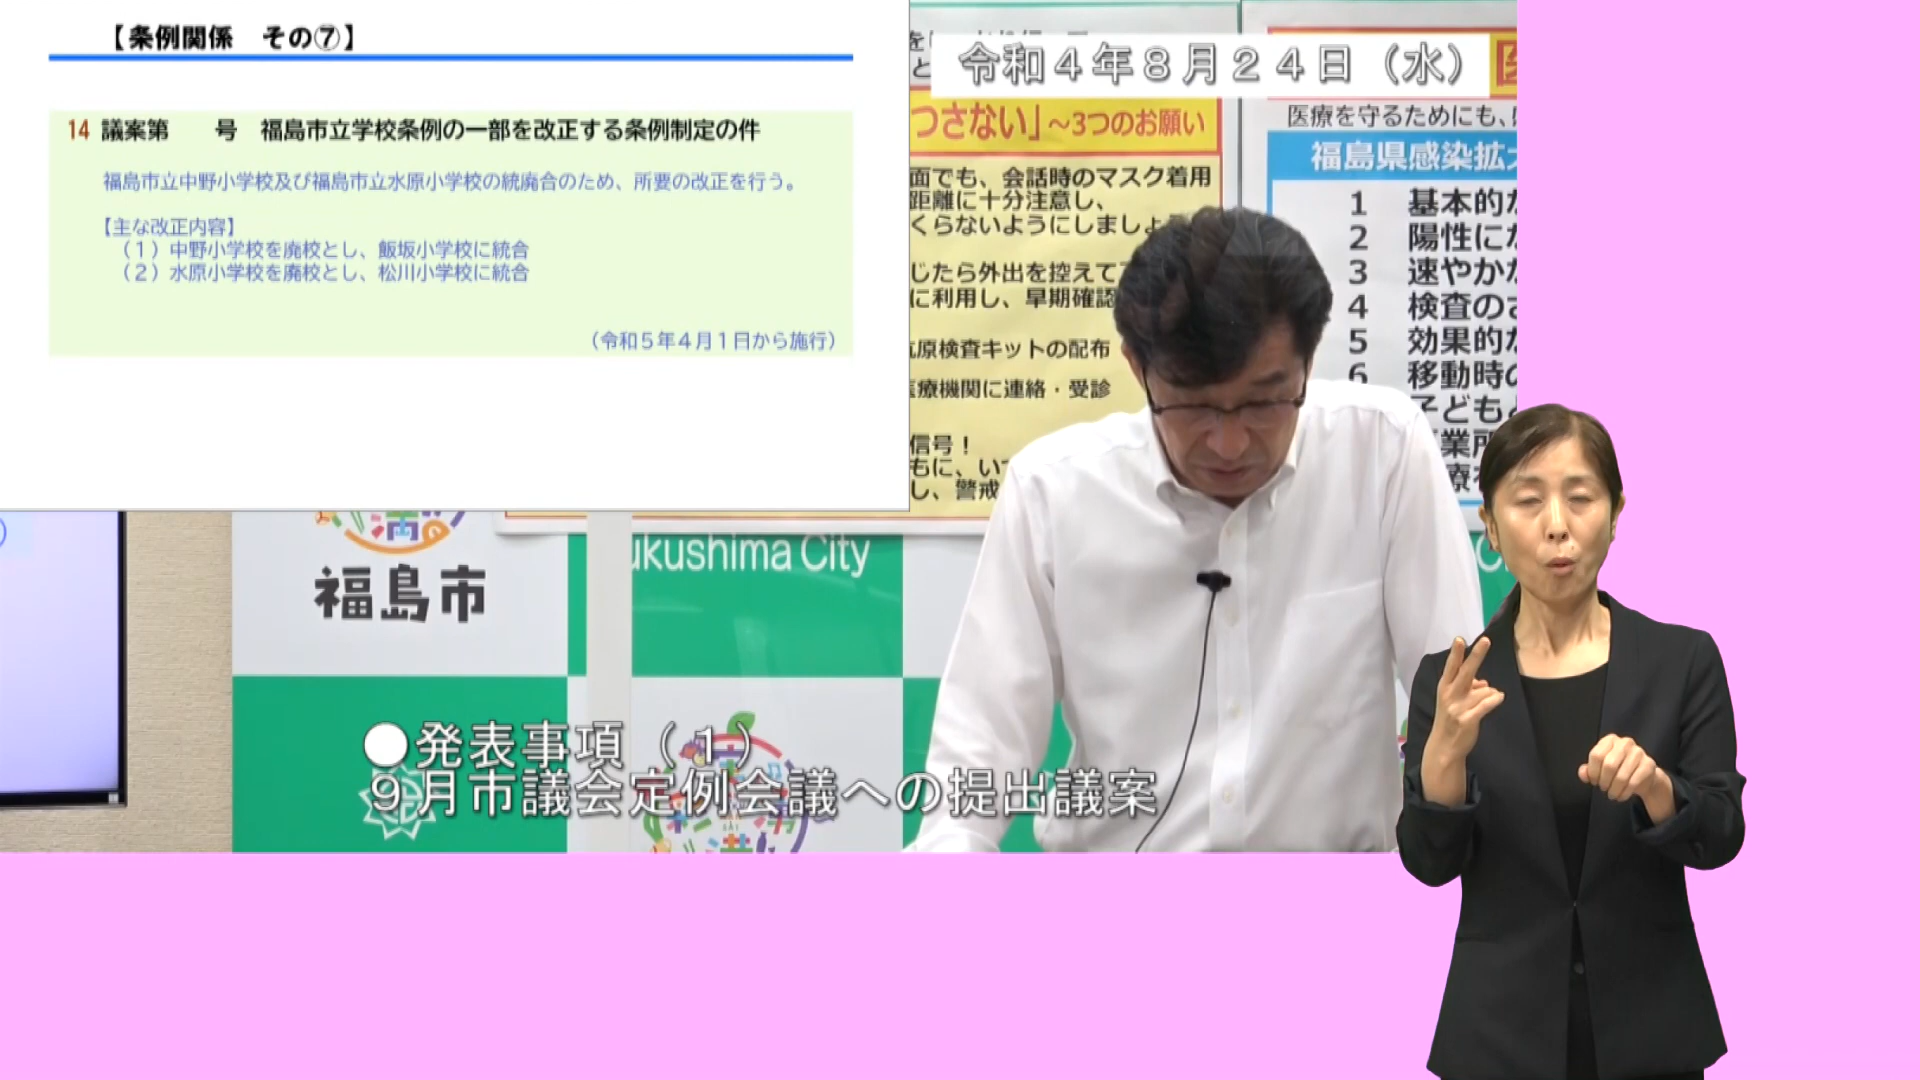 【条例関係 その⑦】
14 議案第 号 福島市立学校条例の一部を改正する条例制定の件
福島市立中野小学校及び福島市立水原小学校の統廃合のため、所要の改正を行う。
【主な改正内容】
（１）中野小学校を廃校とし、飯坂小学校に統合
（２）水原小学校を廃校とし、松川小学校に統合
（令和５年４月１日から施行）
令和４年８月２４日（水）
つさない」～3つのお願い
面でも、会話時のマスク着用
距離に十分注意し、
くらないようにしましょ
じたら外出を控えて
に利用し、早期確認
原検査キットの配布
医療機関に連絡・受診
信号！
もに、い
し、警戒
医療を守るためにも、
福島県感染拡大
1 基本的な
2 陽性に
3 速やかな
4 検査の
5 効果的な
6 移動時の
子ども
業所
療
福島市
ukushima City
●発表事項（１）
９月市議会定例会議への提出議案